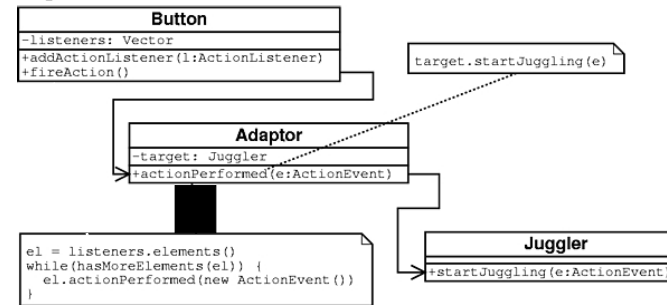 Button
-listeners: Vector
+addActionListener(l:ActionListener)
+fireAction()
target.startJuggling(e)
Adaptor
-target: Juggler
+actionPerformed(e:ActionEvent)
el = listeners.elements()
while(hasMoreElements(el)) {
el.actionPerformed(new ActionEvent())
}
Juggler
+startJuggling(e:ActionEvent)